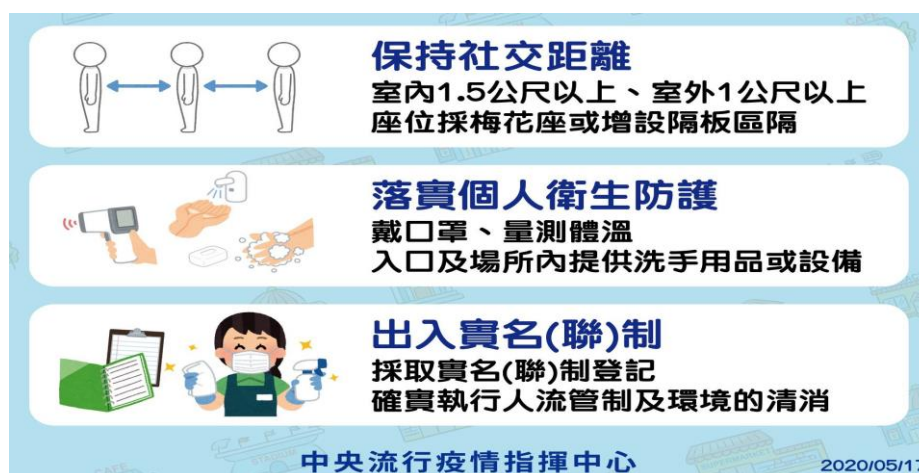 保持社交距離
室內1.5公尺以上、室外1公尺以上
座位採梅花座或增設隔板區隔
落實個人衛生防護
戴口罩、量測體溫
入口及場所內提供洗手用品或設備
出入實名(聯)制
採取實名(聯)制登記
確實執行人流管制及環境的清消
中央流行疫情指揮中心
2020/05/17